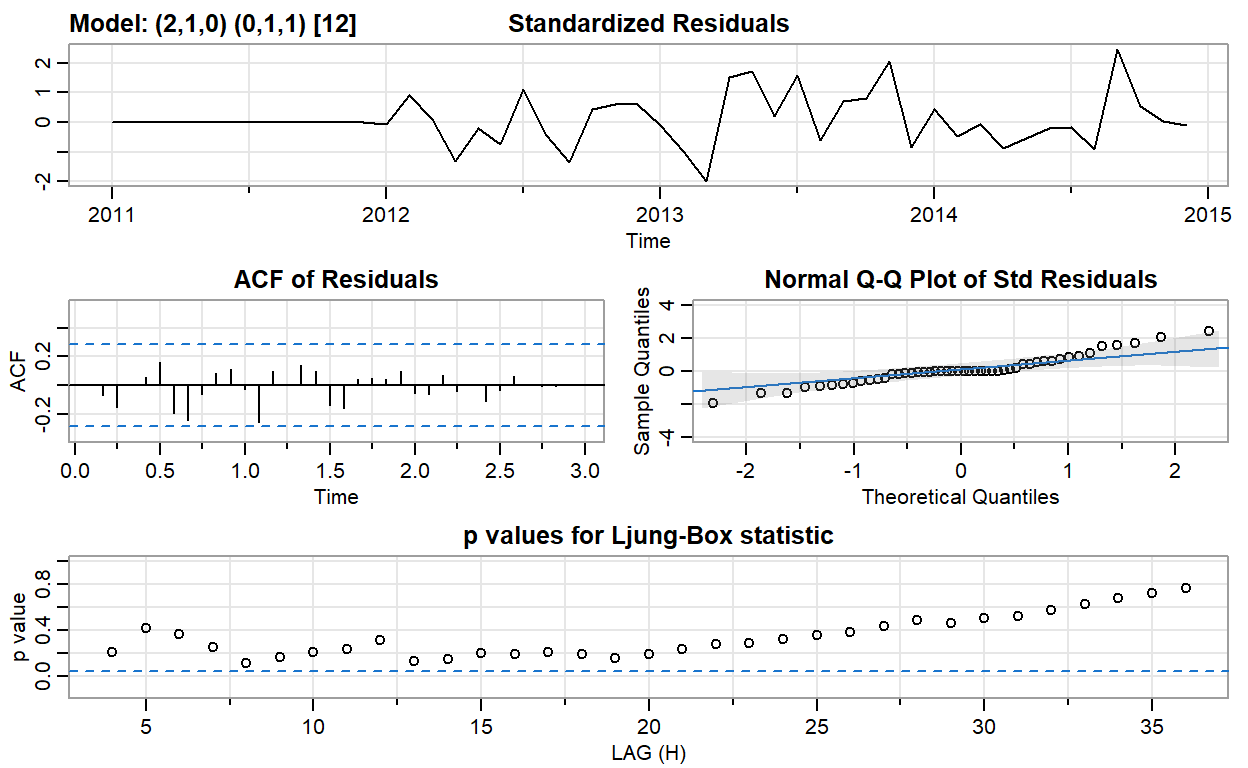 Model: (2,1,0) (0,1,1) [12]
Standardized Residuals
2
1
0
-2
2011 2012 2013 2014 2015
Time
ACF of Residuals
ACF
0.2
-0.2
0.0 0.5 1.0 1.5 2.0 2.5 3.0
Time
Normal Q-Q Plot of Std Residuals
Sample Quantiles
4
2
0
-4
-2 -1 0 1 2
Theoretical Quantiles
p values for Ljung-Box statistic
p value
0.8
0.4
0.0
5 10 15 20 25 30 35
LAG (H)